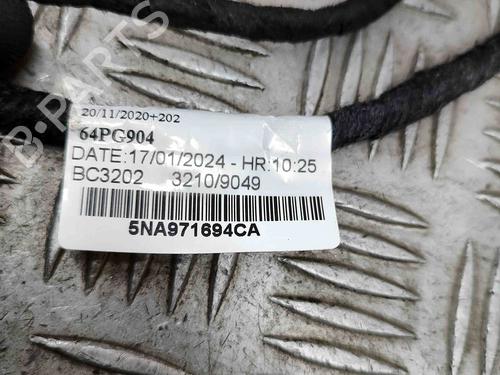 B-PARTS
20/11/2020+202
64PG904
DATE:17/01/2024 - HR:10:25
BC3202 3210/9049
5NA971694CA